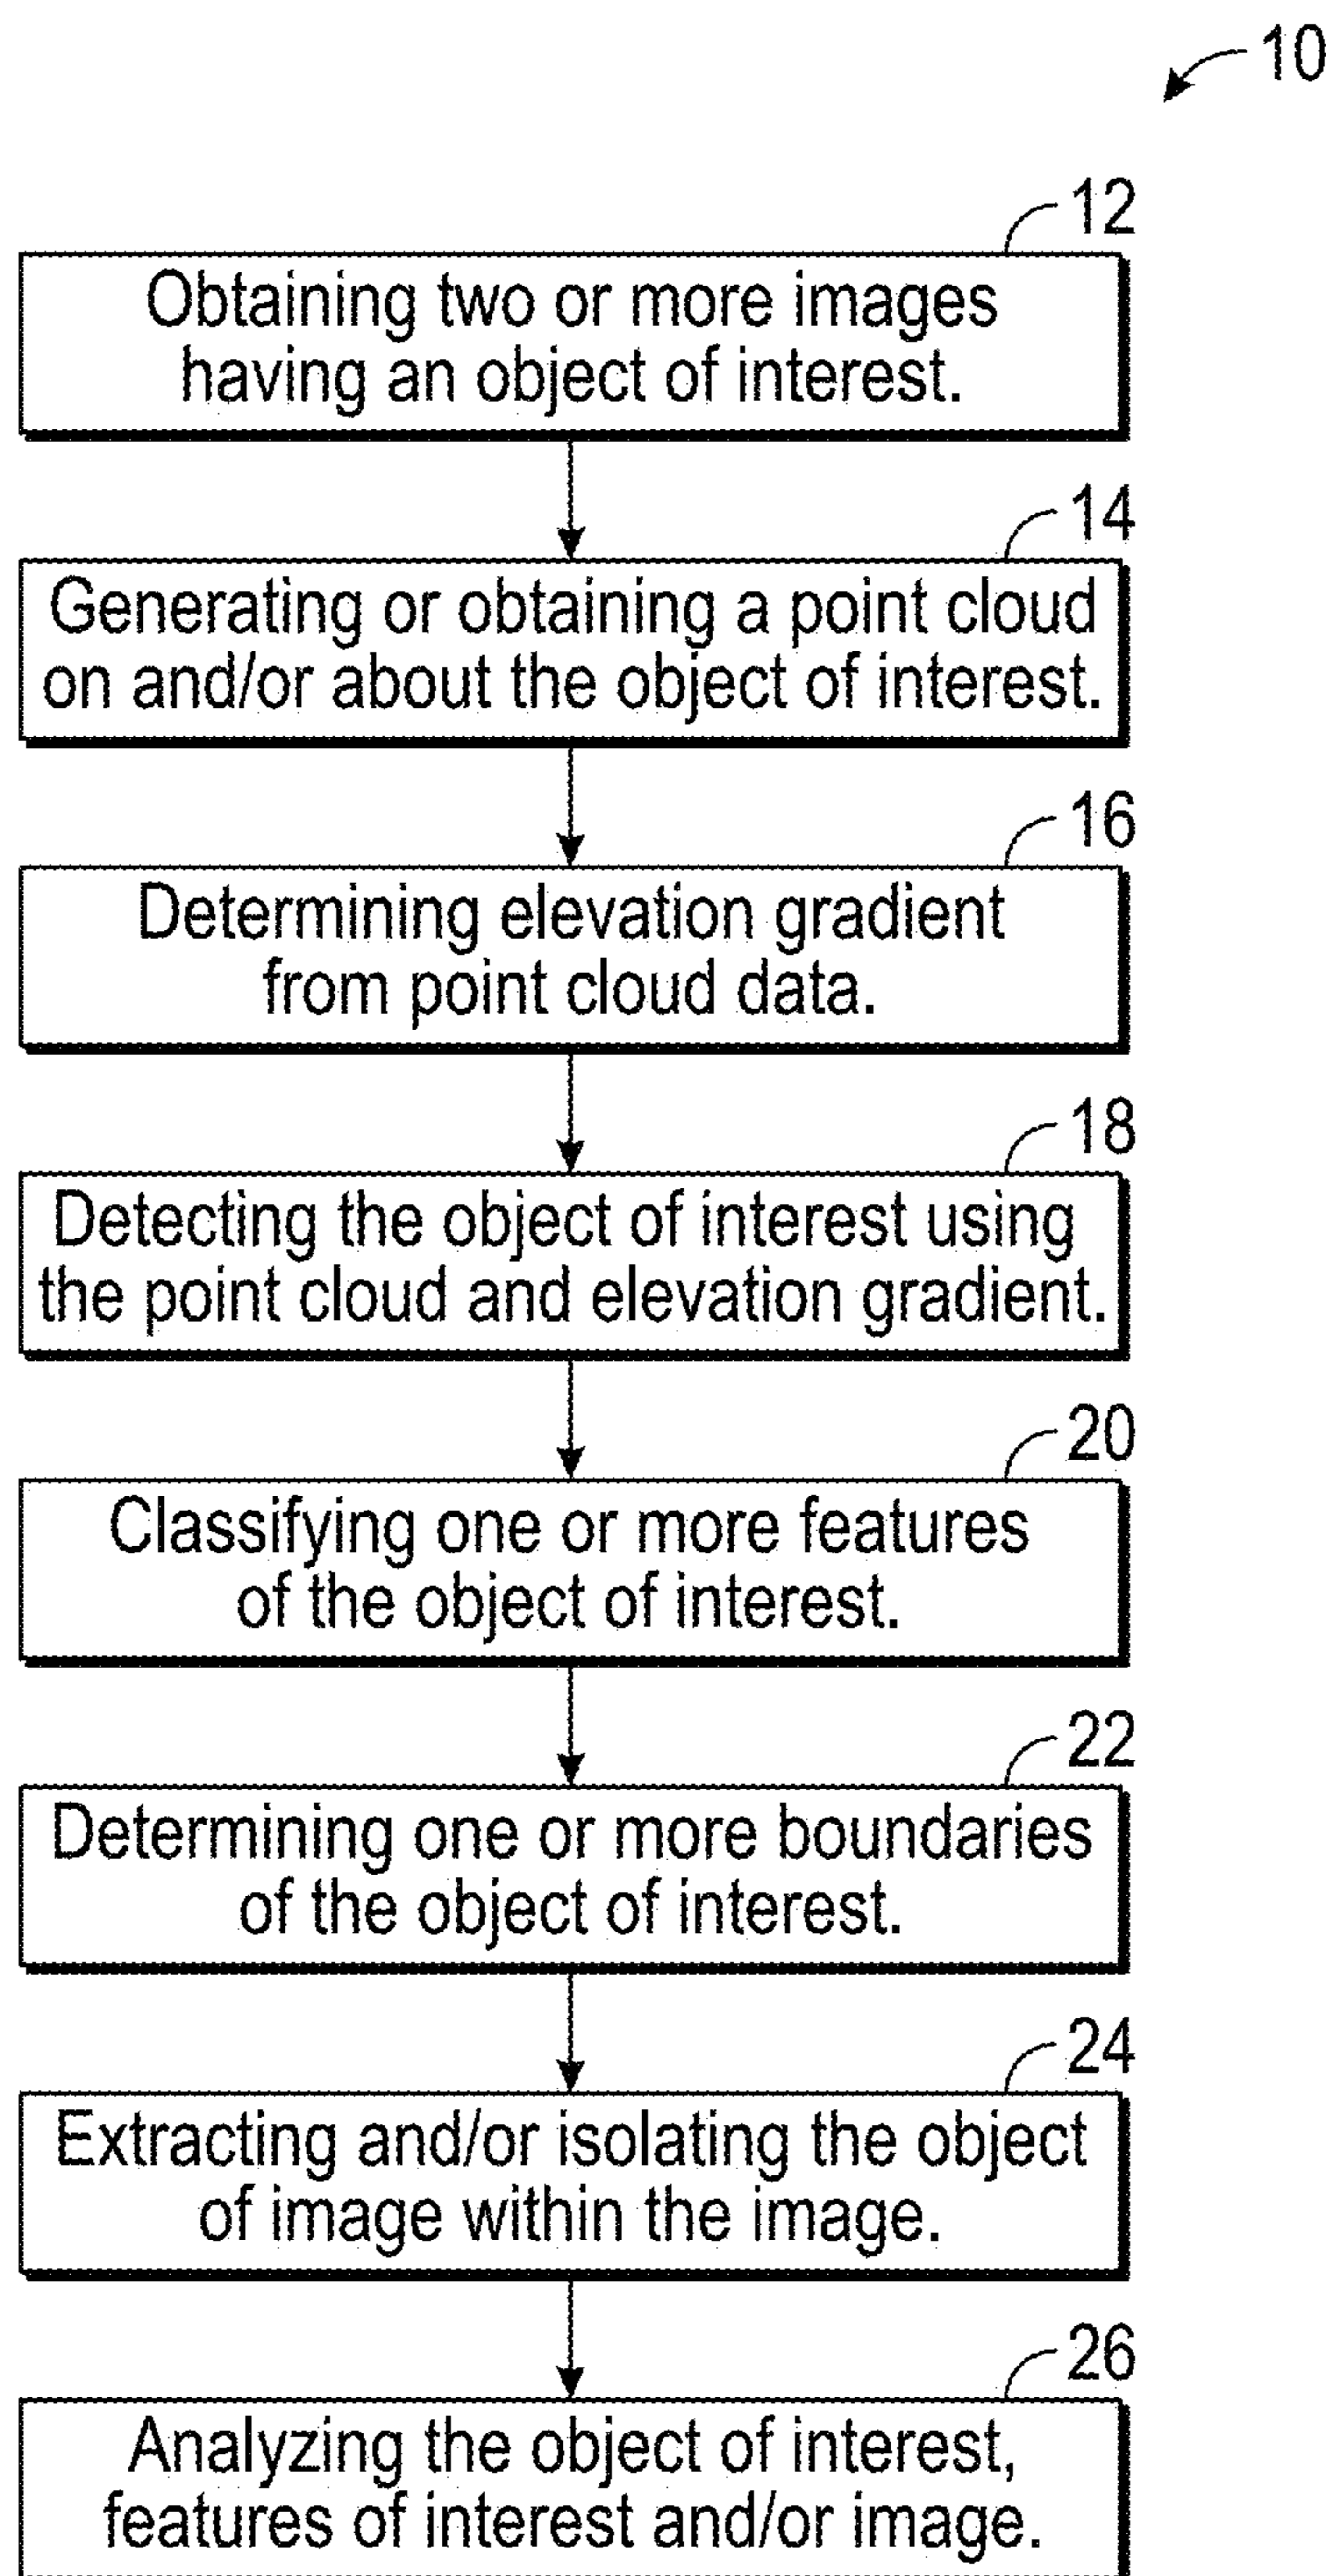 10
12
Obtaining two or more images
having an object of interest.
14
Generating or obtaining a point cloud
on and/or about the object of interest.
16
Determining elevation gradient
from point cloud data.
18
Detecting the object of interest using
the point cloud and elevation gradient.
20
Classifying one or more features
of the object of interest.
22
Determining one or more boundaries
of the object of interest.
24
Extracting and/or isolating the object
of image within the image.
26
Analyzing the object of interest,
features of interest and/or image.